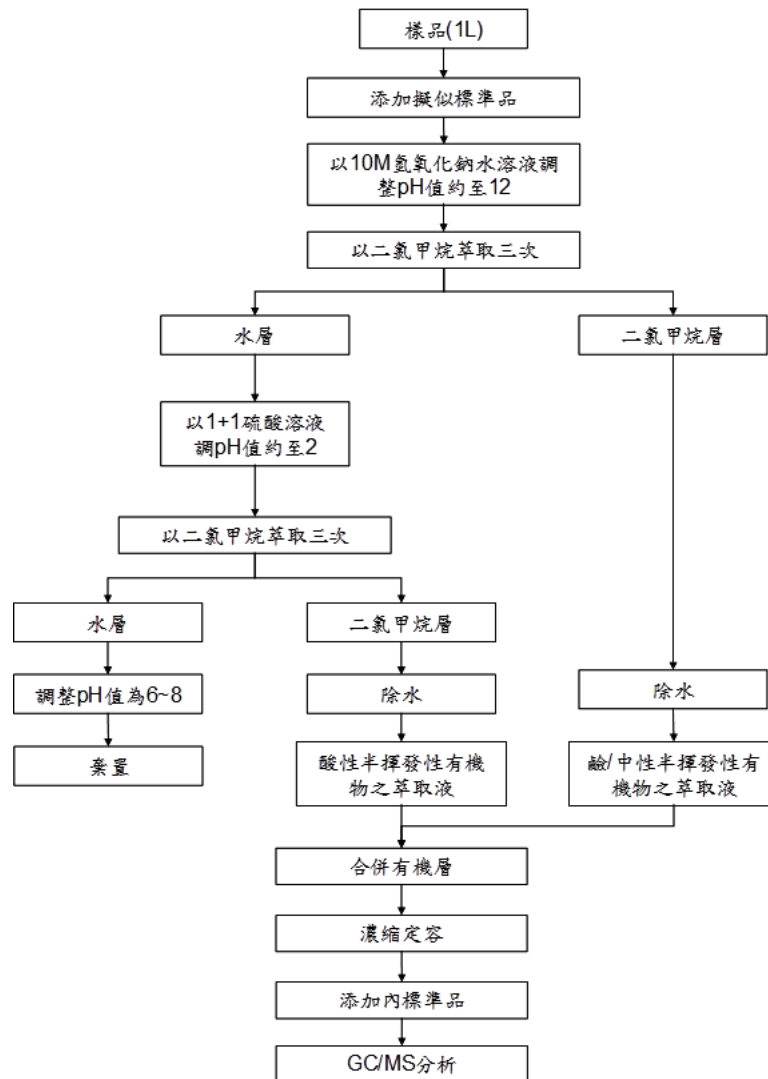 樣品(1L)
添加擬似標準品
以10M氫氧化鈉水溶液調
整pH值約至12
以二氯甲烷萃取三次
水層
二氯甲烷層
以1+1硫酸溶液
調pH值約至2
以二氯甲烷萃取三次
水層
二氯甲烷層
調整pH值為6~8
除水
除水
棄置
酸性半揮發性有機
物之萃取液
鹼/中性半揮發性有
機物之萃取液
合併有機層
濃縮定容
添加內標準品
GC/MS分析